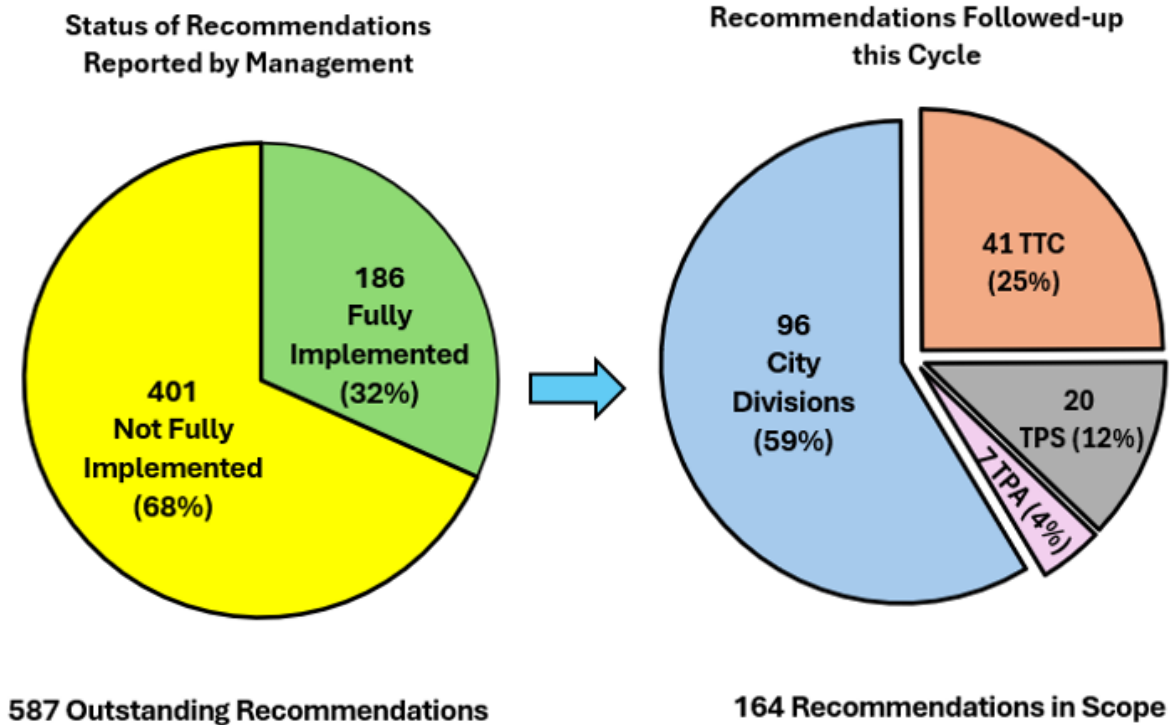 Status of Recommendations
Reported by Management
186
Fully
Implemented
(32%)
401
Not Fully
Implemented
(68%)
587 Outstanding Recommendations
Recommendations Followed-up
this Cycle
41 TTC
(25%)
96
City
Divisions
(59%)
20
TPS (12%)
7 TPA (4%)
164 Recommendations in Scope